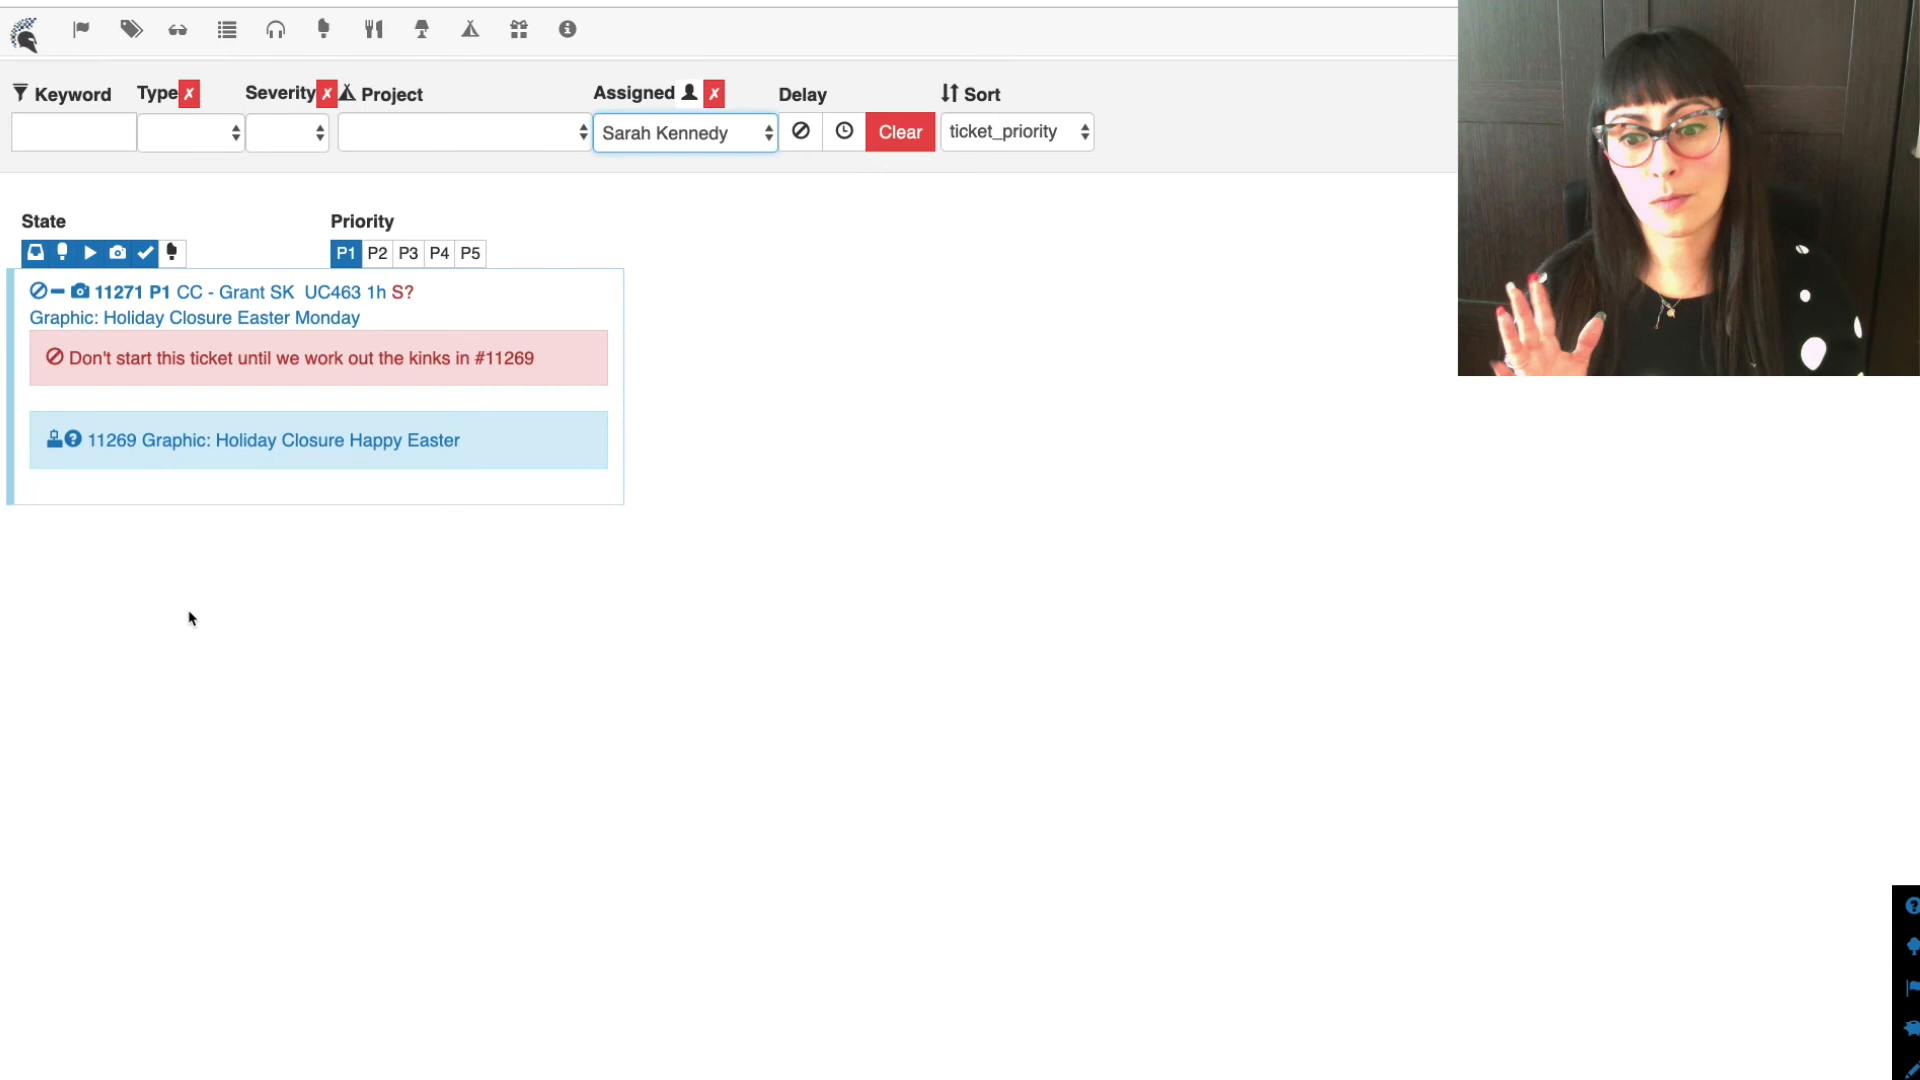 Keyword Type Severity Project Assigned Delay Sort
Sarah Kennedy Clear ticket_priority
State Priority
P1 P2 P3 P4 P5
11271 P1 CC - Grant SK UC463 1h S?
Graphic: Holiday Closure Easter Monday
Don't start this ticket until we work out the kinks in #11269
11269 Graphic: Holiday Closure Happy Easter